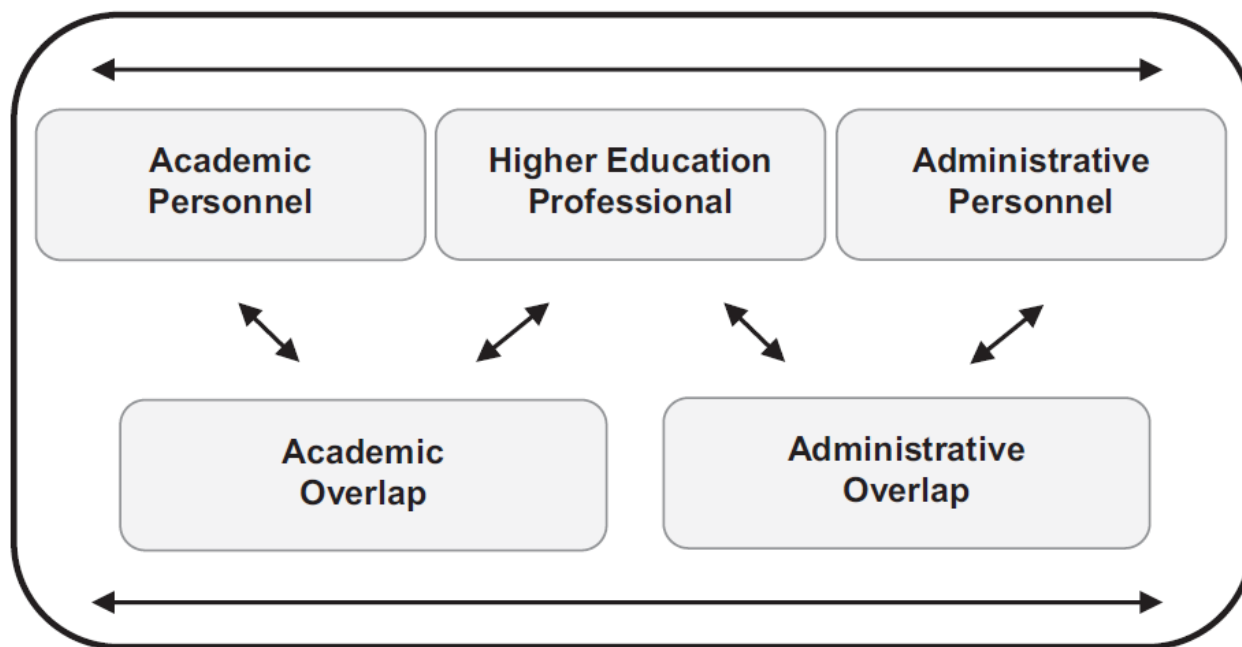 Academic
Personnel
Higher Education
Professional
Administrative
Personnel
Academic
Overlap
Administrative
Overlap